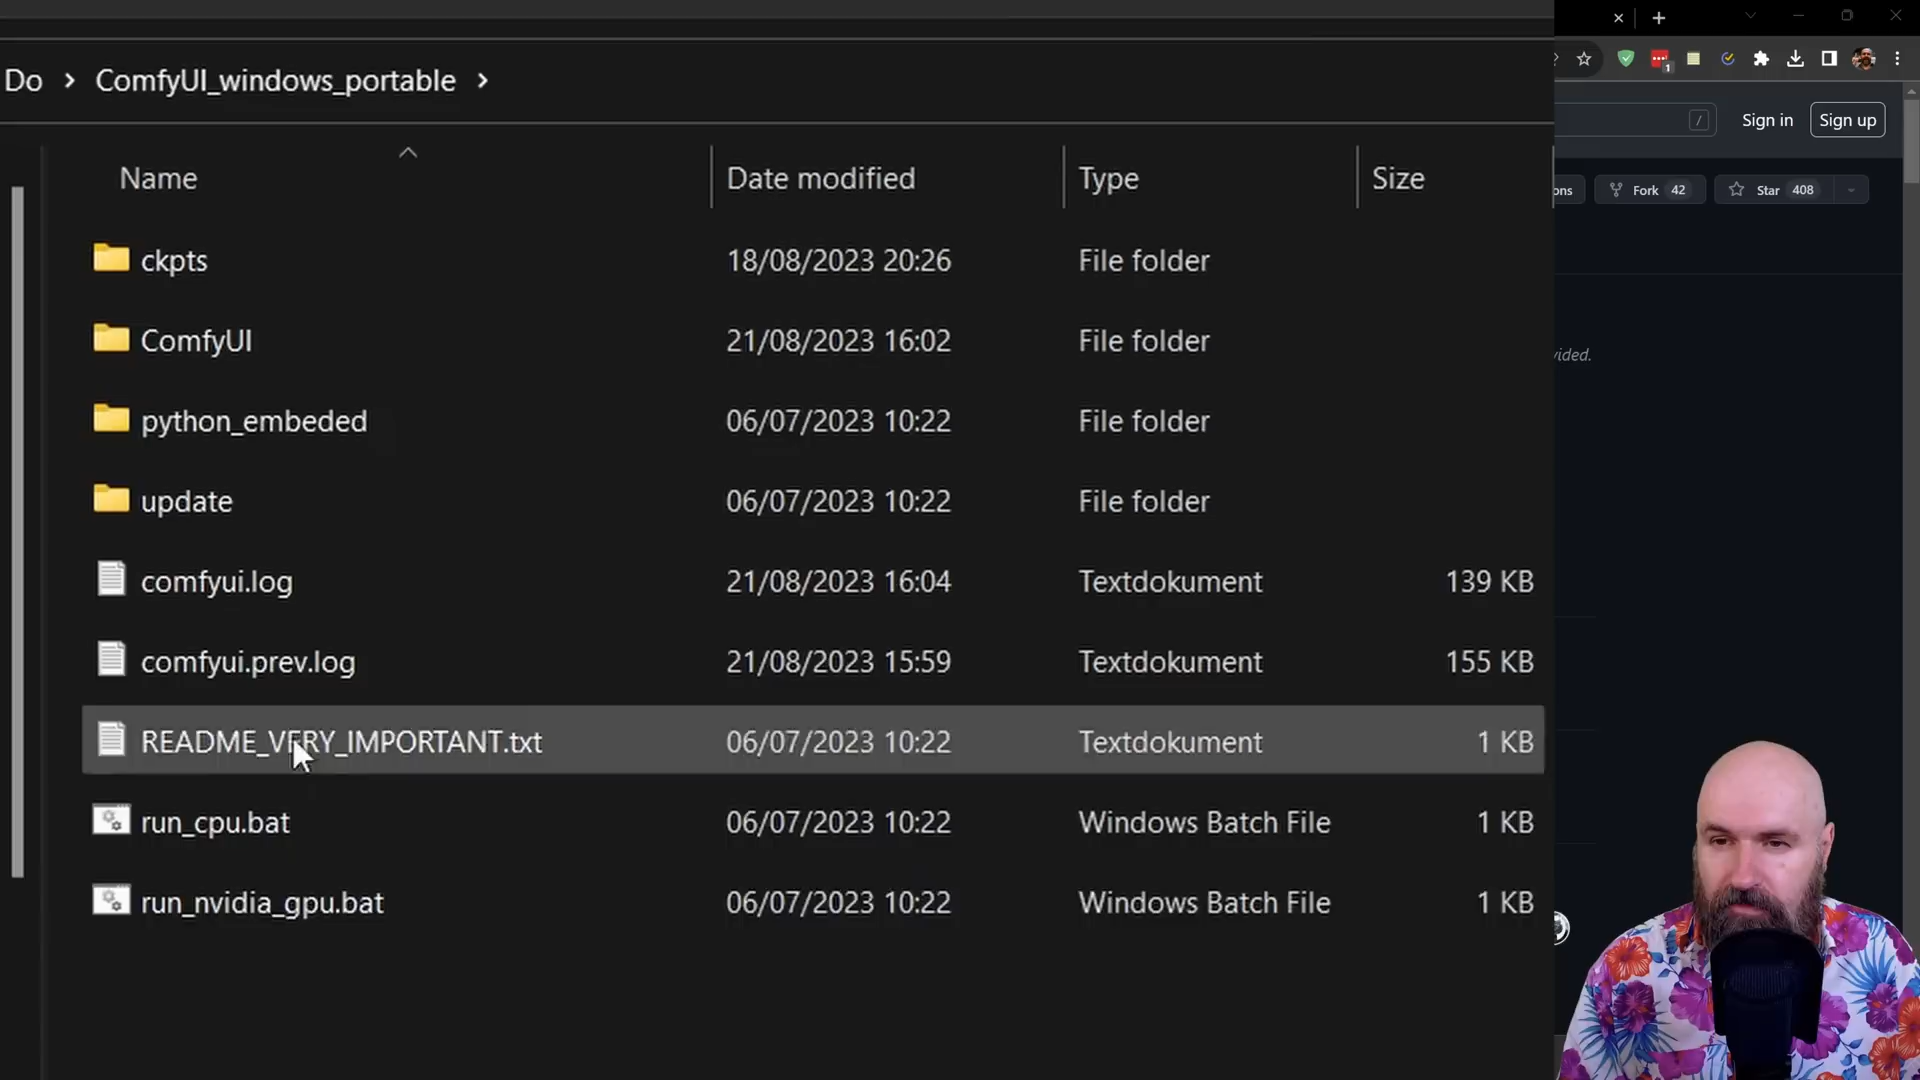 Do > ComfyUI_windows_portable >
Name Date modified Type Size
ckpts 18/08/2023 20:26 File folder
ComfyUI 21/08/2023 16:02 File folder
python_embeded 06/07/2023 10:22 File folder
update 06/07/2023 10:22 File folder
comfyui.log 21/08/2023 16:04 Textdokument 139 KB
comfyui.prev.log 21/08/2023 15:59 Textdokument 155 KB
README_VERY_IMPORTANT.txt 06/07/2023 10:22 Textdokument 1 KB
run_cpu.bat 06/07/2023 10:22 Windows Batch File 1 KB
run_nvidia_gpu.bat 06/07/2023 10:22 Windows Batch File 1 KB
1
/ Sign in Sign up
ons Fork 42 Star 408
vided.